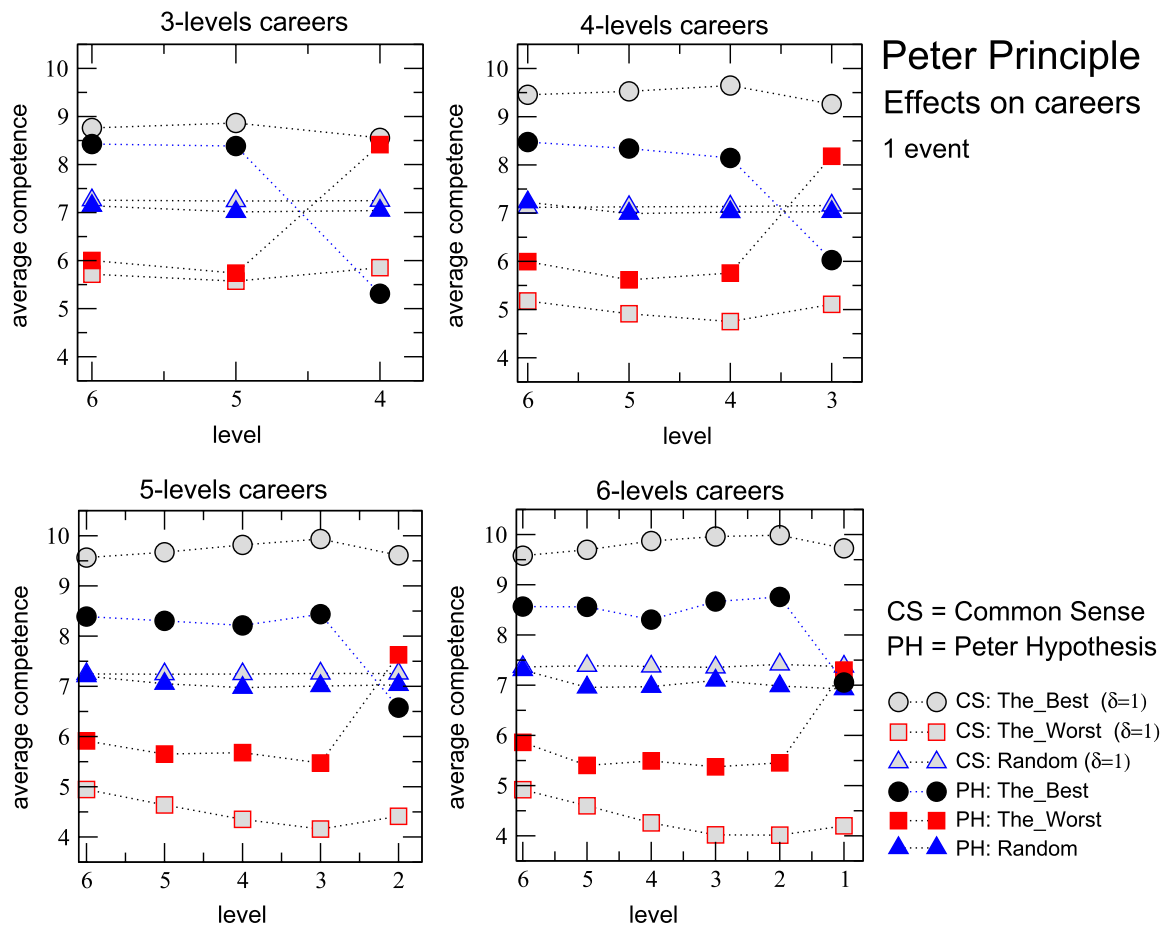 3-levels careers
4-levels careers
Peter Principle
Effects on careers
1 event
average competence
10
9
8
7
6
5
4
6 5 4
level
average competence
10
9
8
7
6
5
4
6 5 4 3
level
5-levels careers
6-levels careers
average competence
10
9
8
7
6
5
4
6 5 4 3 2
level
average competence
10
9
8
7
6
5
4
6 5 4 3 2 1
level
CS = Common Sense
PH = Peter Hypothesis
CS: The_Best (δ=1)
CS: The_Worst (δ=1)
CS: Random (δ=1)
PH: The_Best
PH: The_Worst
PH: Random